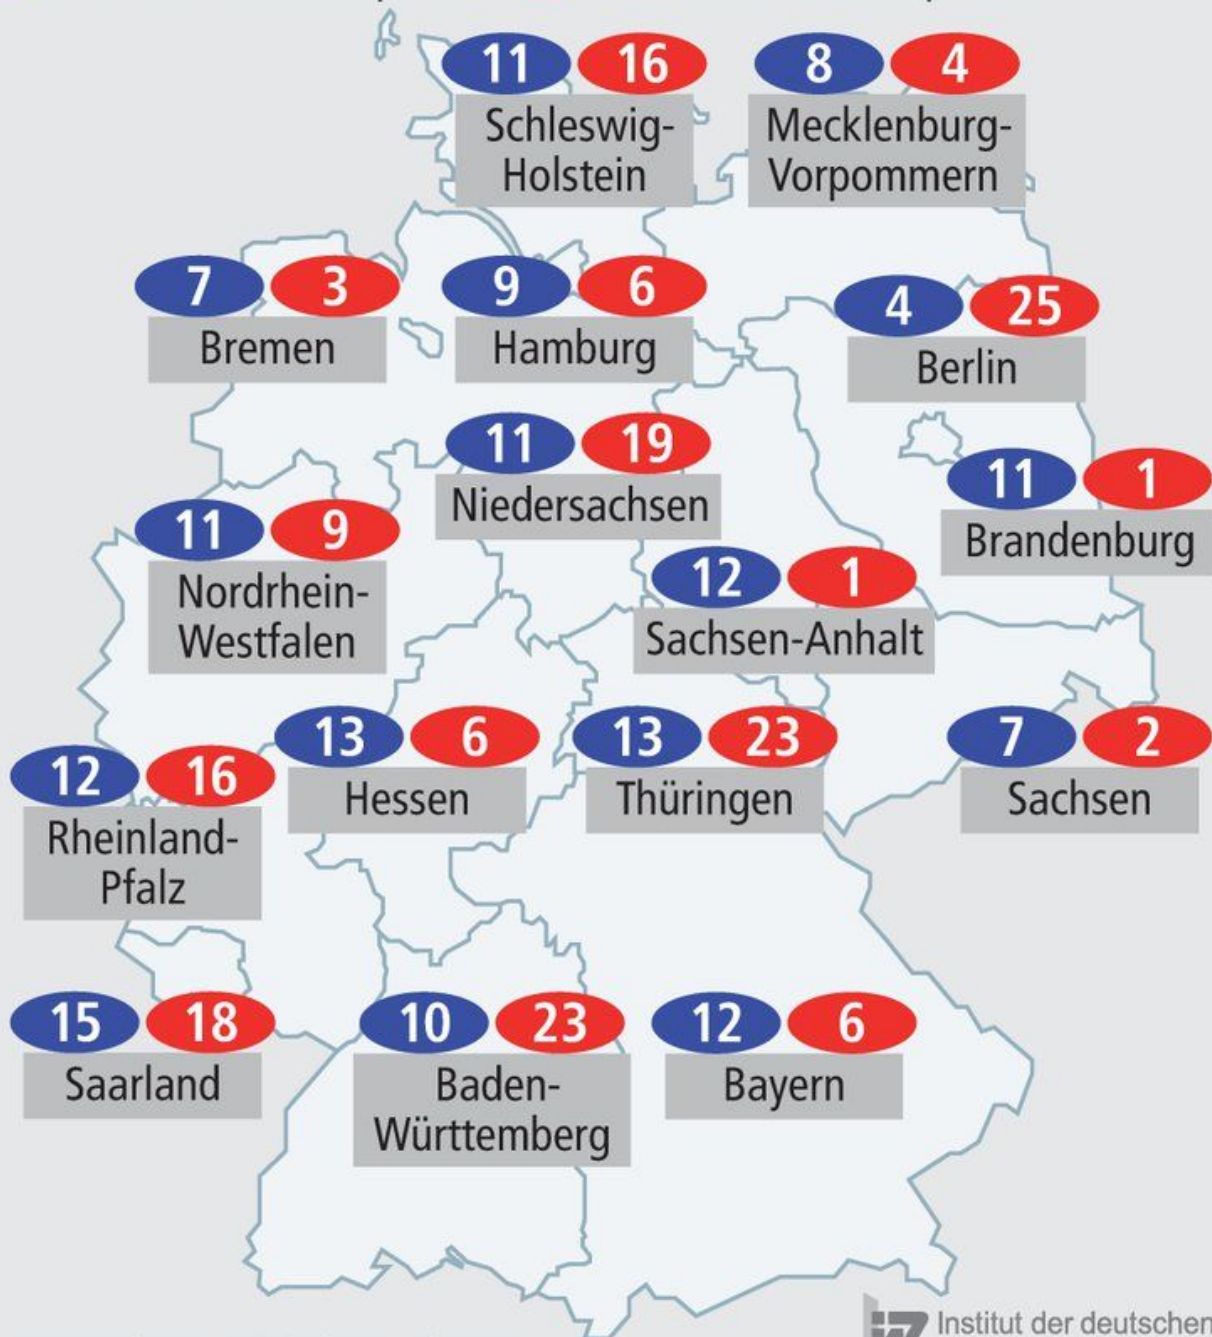 11 16
Schleswig-
Holstein
8 4
Mecklenburg-
Vorpommern
7 3
Bremen
9 6
Hamburg
4 25
Berlin
11 19
Niedersachsen
11 1
Brandenburg
11 9
Nordrhein-
Westfalen
12 1
Sachsen-Anhalt
13 6
Hessen
13 23
Thüringen
7 2
Sachsen
12 16
Rheinland-
Pfalz
15 18
Saarland
10 23
Baden-
Württemberg
12 6
Bayern
Institut der deutschen